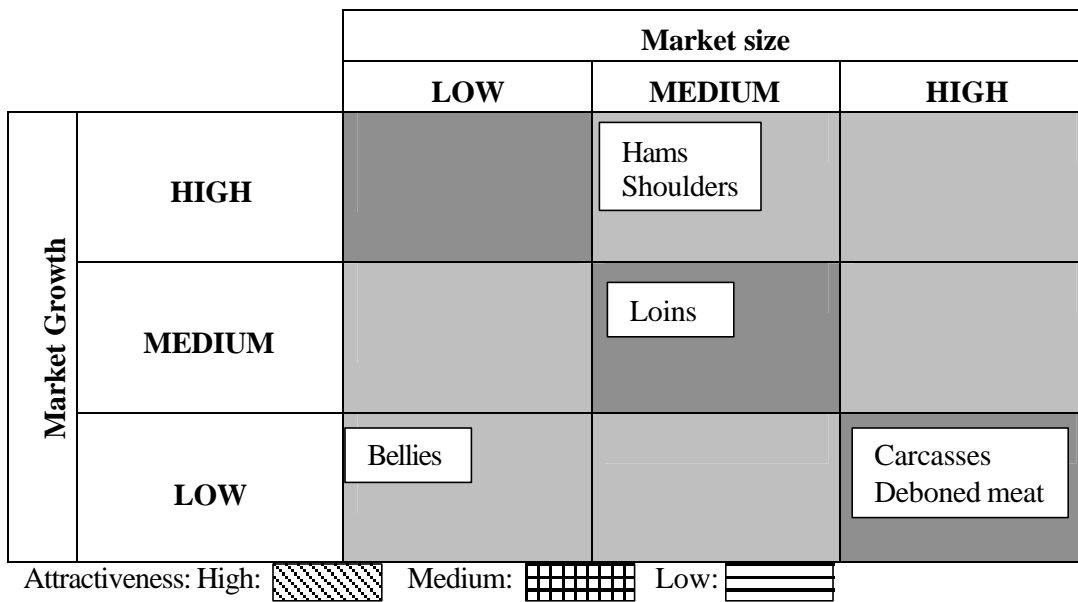 Market size
LOW MEDIUM HIGH
Market Growth
HIGH
Hams
Shoulders
MEDIUM
Loins
LOW
Bellies
Carcasses
Deboned meat
Attractiveness: High: Medium: Low: